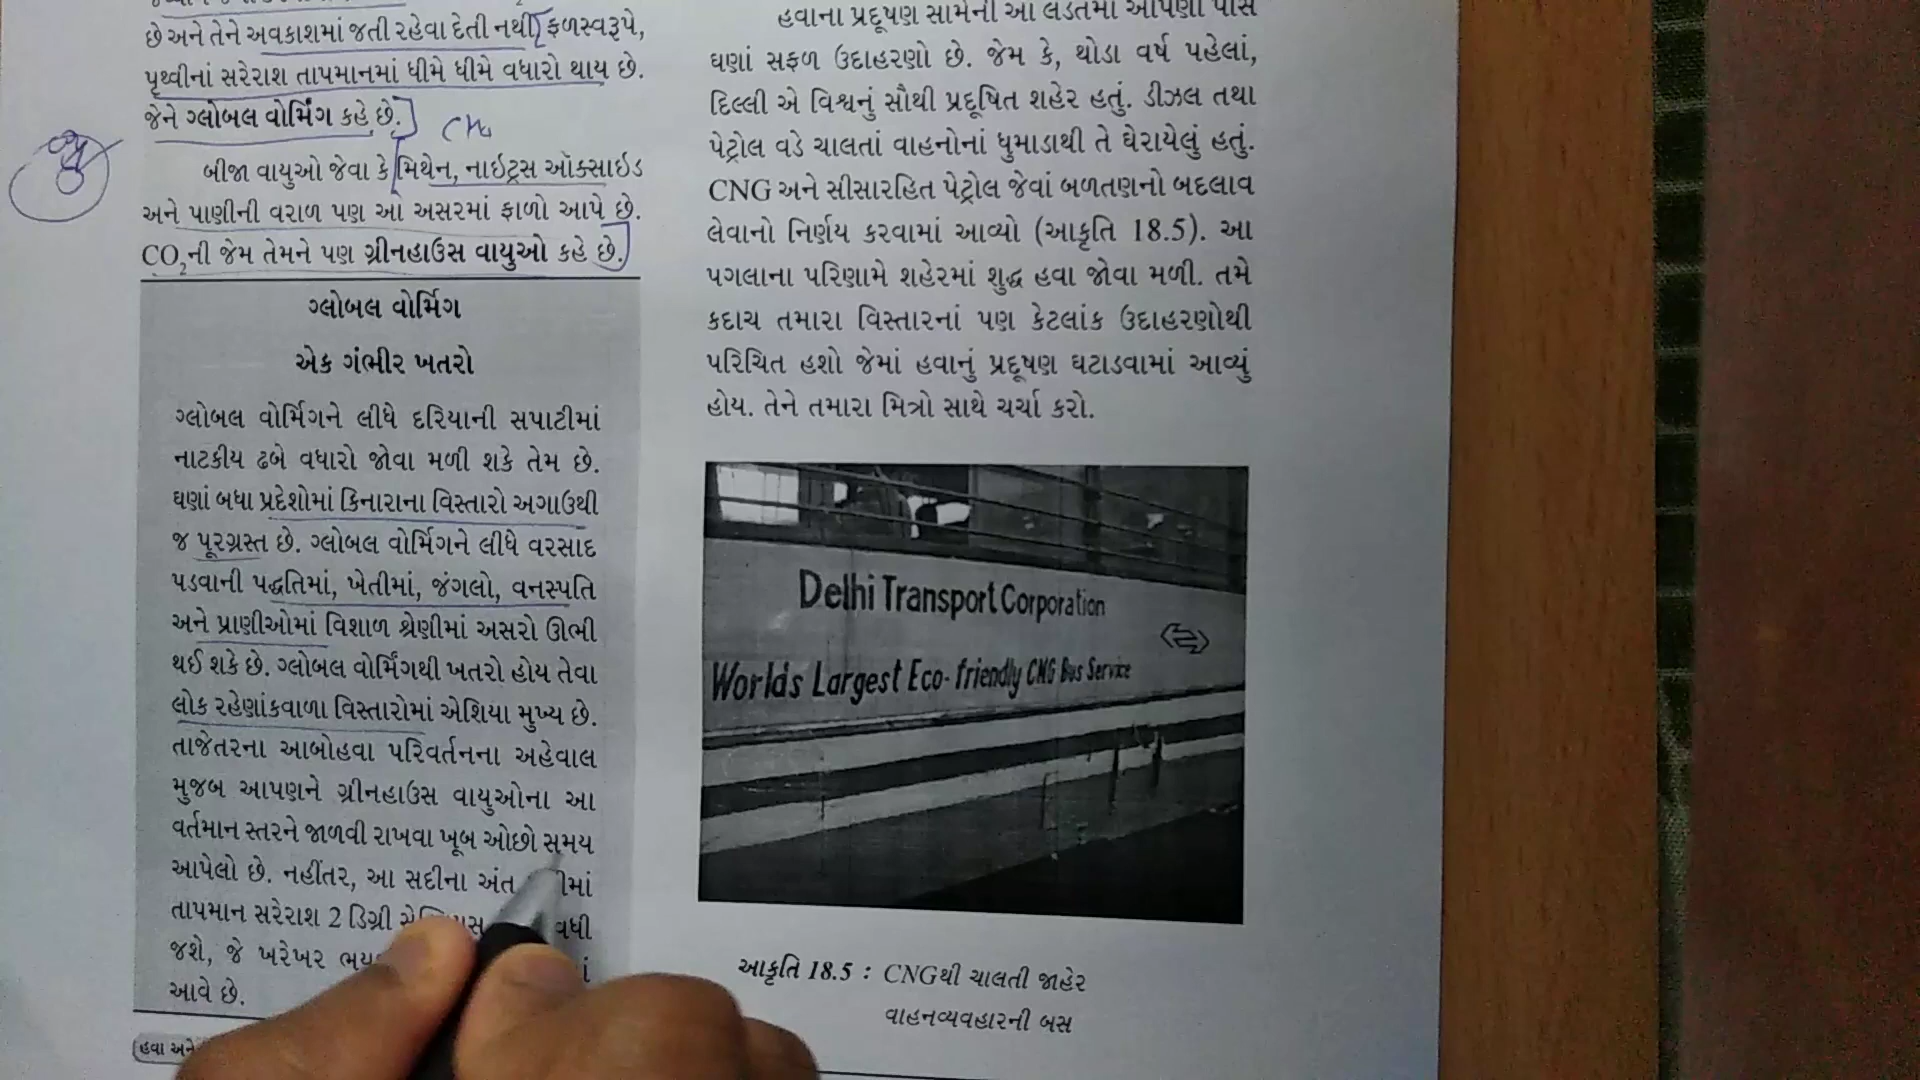 છે અને તેને અવકાશમાં જતી રહેવા દેતી નથી. ફળસ્વરૂપે,
પૃથ્વીનાં સરેરાશ તાપમાનમાં ધીમે ધીમે વધારો થાય છે.
જેને ગ્લોબલ વોર્મિંગ કહે છે.
CH4
બીજા વાયુઓ જેવા કે મિથેન, નાઇટ્રસ ઑક્સાઇડ
અને પાણીની વરાળ પણ આ અસરમાં ફાળો આપે છે.
CO2ની જેમ તેમને પણ ગ્રીનહાઉસ વાયુઓ કહે છે.
ગ્લોબલ વોર્મિંગ
એક ગંભીર ખતરો
ગ્લોબલ વોર્મિંગને લીધે દરિયાની સપાટીમાં
નાટકીય ઢબે વધારો જોવા મળી શકે તેમ છે.
ઘણાં બધા પ્રદેશોમાં કિનારાના વિસ્તારો અગાઉથી
જ પૂરગ્રસ્ત છે. ગ્લોબલ વોર્મિંગને લીધે વરસાદ
પડવાની પદ્ધતિમાં, ખેતીમાં, જંગલો, વનસ્પતિ
અને પ્રાણીઓમાં વિશાળ શ્રેણીમાં અસરો ઊભી
થઈ શકે છે. ગ્લોબલ વોર્મિંગથી ખતરો હોય તેવા
લોક રહેણાંકવાળા વિસ્તારોમાં એશિયા મુખ્ય છે.
તાજેતરના આબોહવા પરિવર્તનના અહેવાલ
મુજબ આપણને ગ્રીનહાઉસ વાયુઓના આ
વર્તમાન સ્તરને જાળવી રાખવા ખૂબ ઓછો સમય
આપેલો છે. નહીંતર, આ સદીના અંત
તાપમાન સરેરાશ 2 ડિગ્રી વધી
જશે, જે ખરેખર
આવે છે.
હવા અને
હવાના પ્રદૂષણ સામેની આ લડતમાં આપણી પાસે
ઘણાં સફળ ઉદાહરણો છે. જેમ કે, થોડા વર્ષ પહેલાં,
દિલ્લી એ વિશ્વનું સૌથી પ્રદૂષિત શહેર હતું. ડીઝલ તથા
પેટ્રોલ વડે ચાલતાં વાહનોનાં ધુમાડાથી તે ઘેરાયેલું હતું.
CNG અને સીસારહિત પેટ્રોલ જેવાં બળતણનો બદલાવ
લેવાનો નિર્ણય કરવામાં આવ્યો (આકૃતિ 18.5). આ
પગલાના પરિણામે શહેરમાં શુદ્ધ હવા જોવા મળી. તમે
કદાચ તમારા વિસ્તારનાં પણ કેટલાંક ઉદાહરણોથી
પરિચિત હશો જેમાં હવાનું પ્રદૂષણ ઘટાડવામાં આવ્યું
હોય. તેને તમારા મિત્રો સાથે ચર્ચા કરો.
Delhi Transport Corporation
World's Largest Eco-friendly CNG Bus Service
આકૃતિ 18.5 : CNGથી ચાલતી જાહેર
વાહનવ્યવહારની બસ